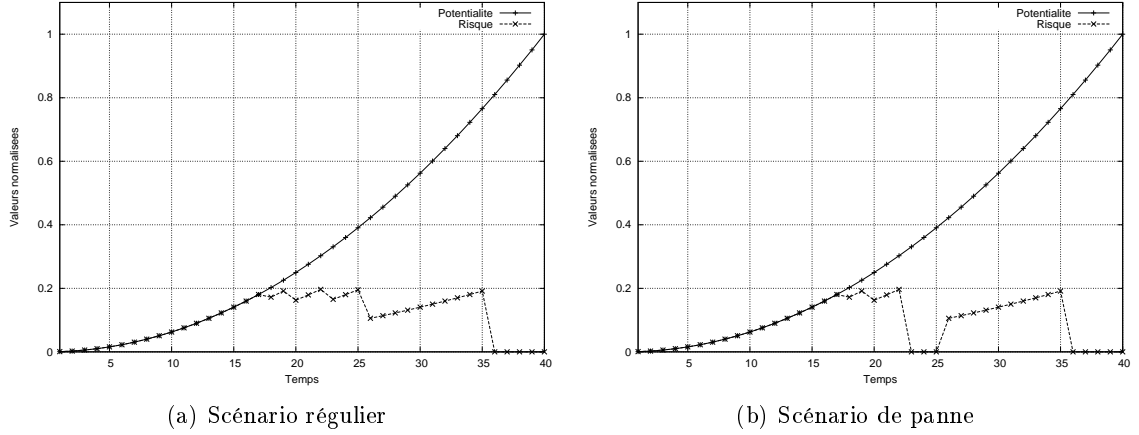 Potentialite
Risque
1
0.8
0.6
0.4
0.2
0
Valeurs normalisees
5 10 15 20 25 30 35 40
Temps
(a) Scénario régulier
Potentialite
Risque
1
0.8
0.6
0.4
0.2
0
Valeurs normalisees
5 10 15 20 25 30 35 40
Temps
(b) Scénario de panne